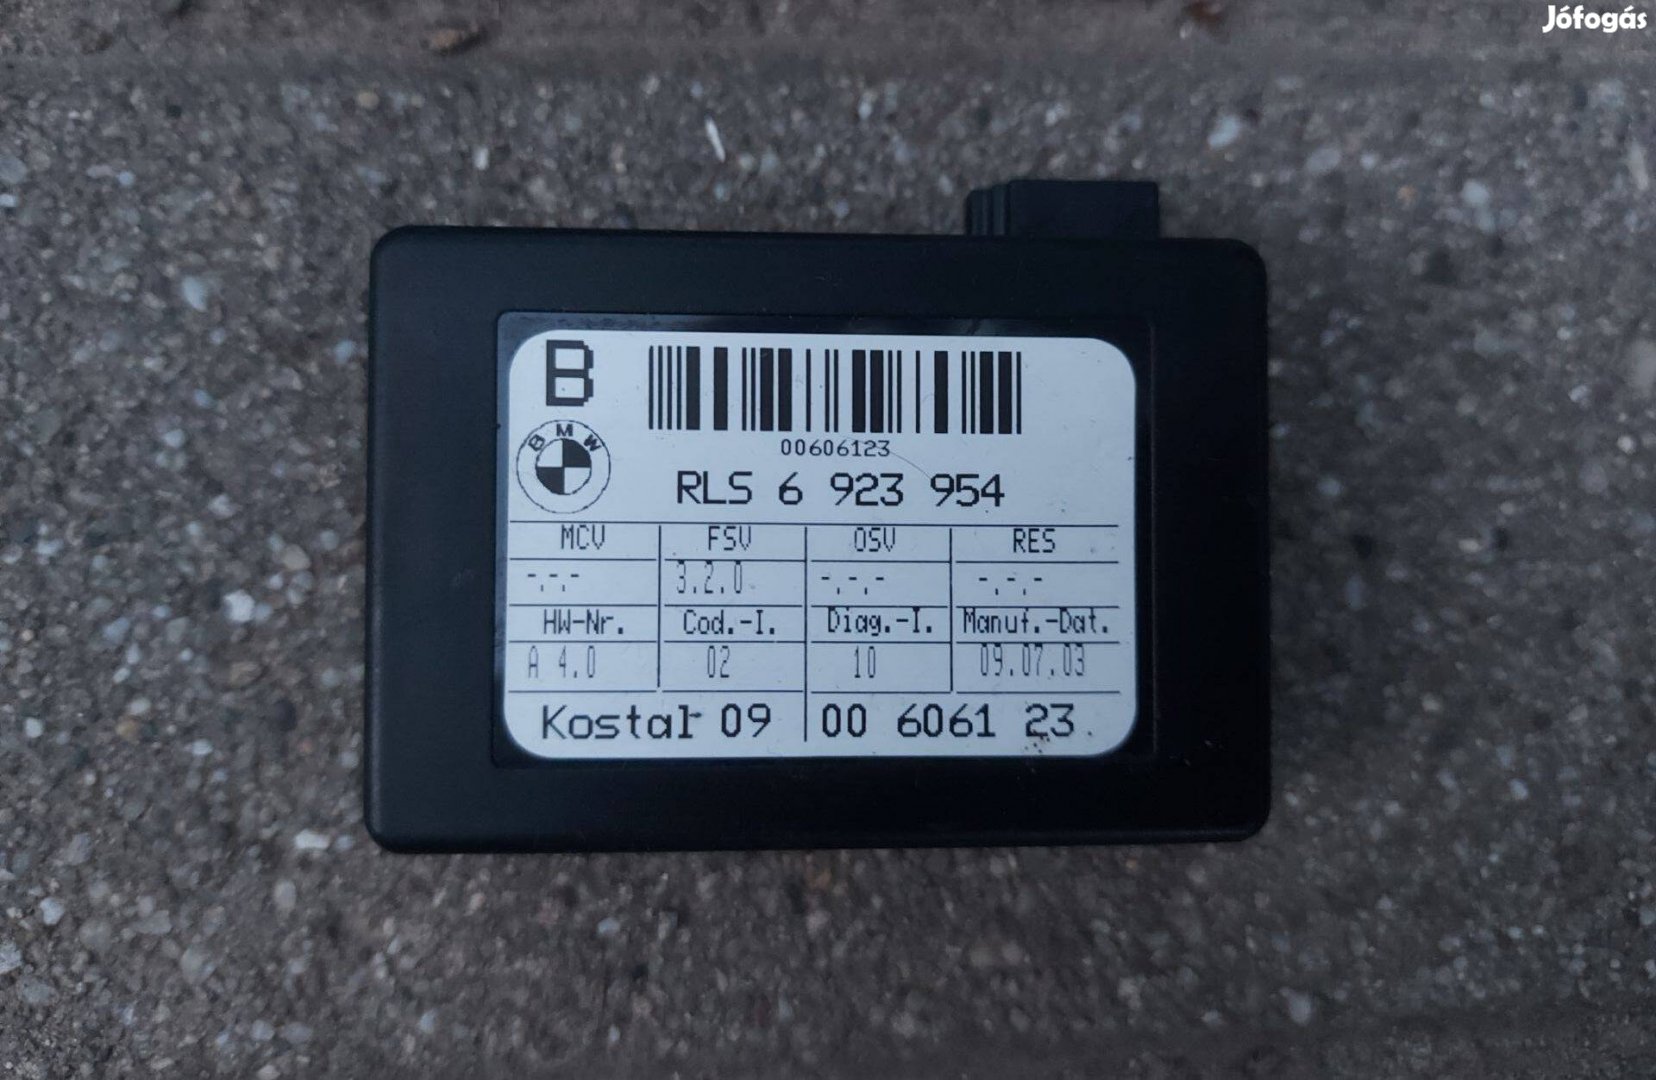 Jófogás
B
BMW
00606123
RLS 6 923 954
MCV FSV OSV RES
-.-.- 3.2.0 -.-.- -.-.-
HW-Nr. Cod.-I. Diag.-I. Manuf.-Dat.
A 4.0 02 10 09.07.03
Kostal 09 00 6061 23